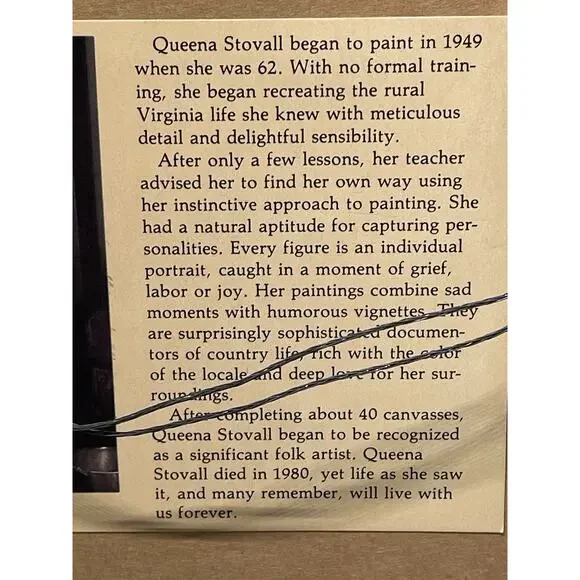 Queena Stovall began to paint in 1949
when she was 62. With no formal train-
ing, she began recreating the rural
Virginia life she knew with meticulous
detail and delightful sensibility.
After only a few lessons, her teacher
advised her to find her own way using
her instinctive approach to painting. She
had a natural aptitude for capturing per-
sonalities. Every figure is an individual
portrait, caught in a moment of grief,
labor or joy. Her paintings combine sad
moments with humorous vignettes. They
are surprisingly sophisticated documen-
tors of country life, rich with the color
of the locale and deep love for her sur-
roundings.
After completing about 40 canvasses,
Queena Stovall began to be recognized
as a significant folk artist. Queena
Stovall died in 1980, yet life as she saw
it, and many remember, will live with
us forever.